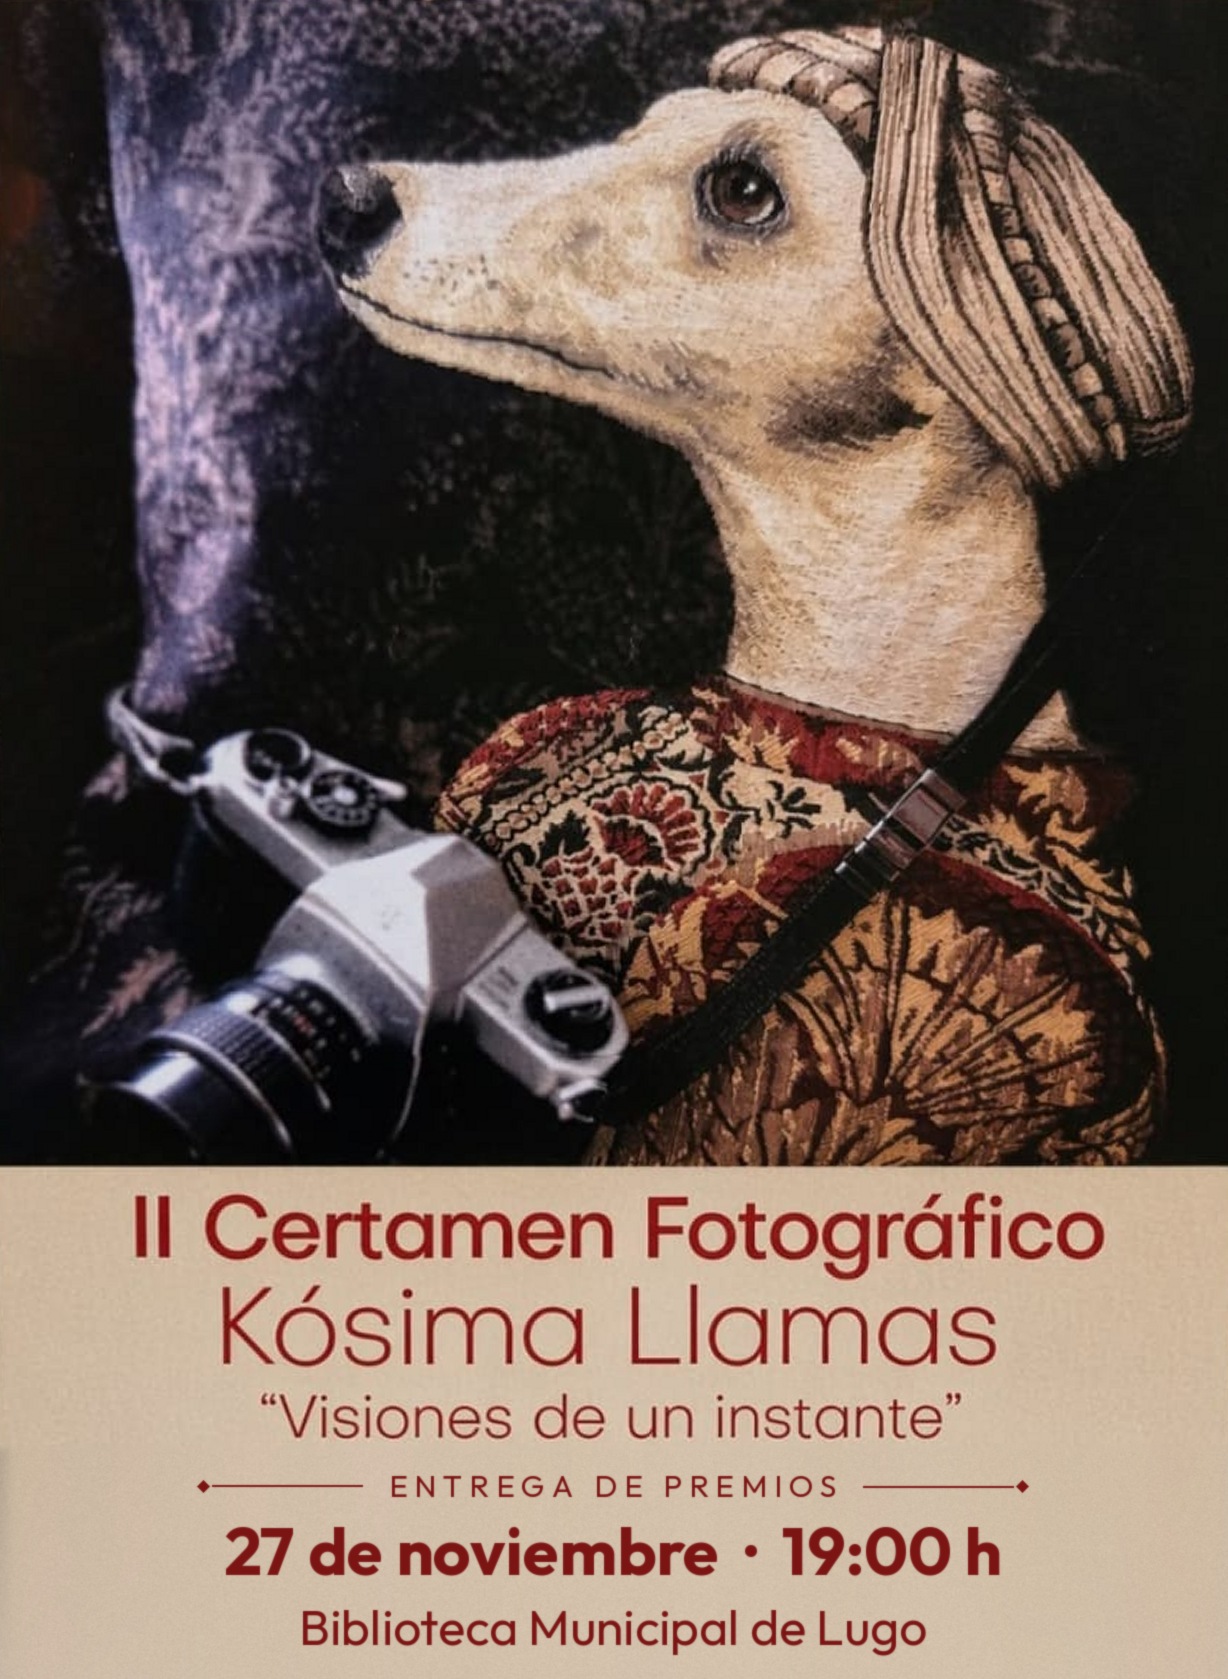 II Certamen Fotográfico
Kósima Llamas
“Visiones de un instante”
ENTREGA DE PREMIOS
27 de noviembre · 19:00 h
Biblioteca Municipal de Lugo